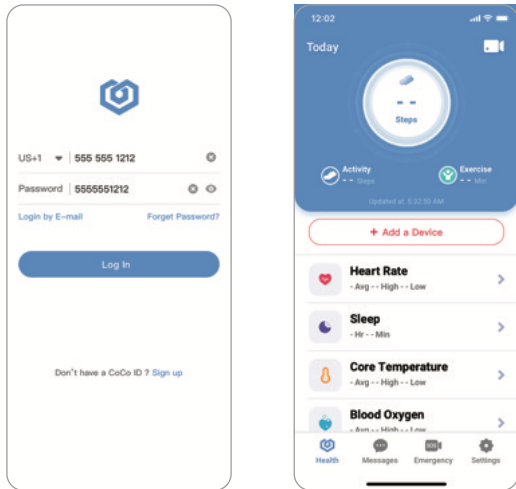 US+1 555 555 1212
Password 5555551212
Login by E-mail Forget Password?
Log In
Don't have a CoCo ID ? Sign up
12:02
Today
- -
Steps
Activity
- - Steps
Exercise
- - Min
Updated at 5:32:50 AM
+ Add a Device
Heart Rate
- Avg - - High - - Low
Sleep
- Hr - - Min
Core Temperature
- Avg - - High - - Low
Blood Oxygen
- Avg - - High - - Low
SOS
Health Messages Emergency Settings